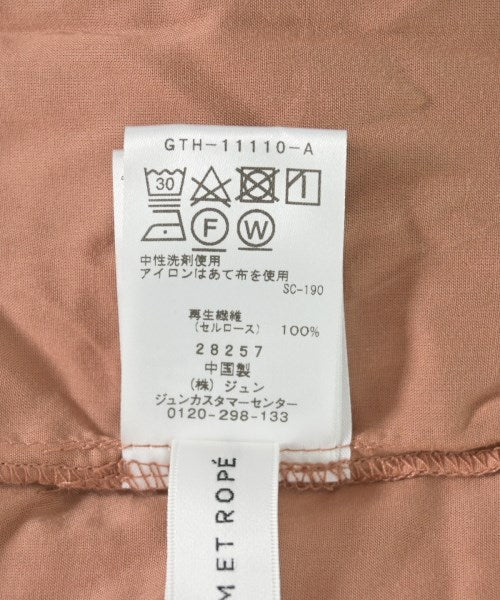 GTH-11110-A
30
F W
中性洗剤使用
アイロンはあて布を使用
SC-190
再生繊維
(セルロース) 100%
28257
中国製
(株) ジュン
ジュンカスタマーセンター
0120-298-133
MET ROPÉ